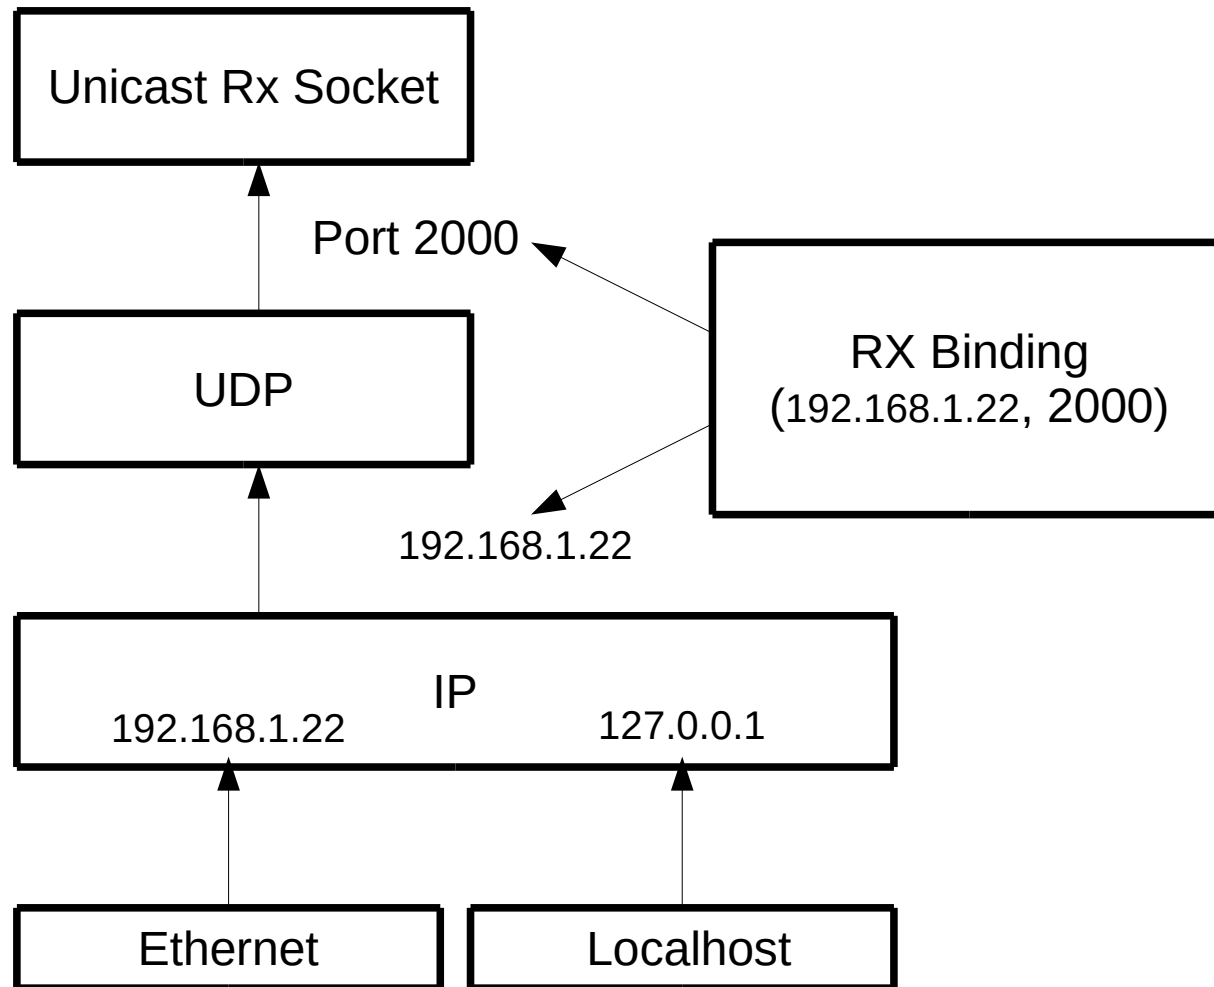 Unicast Rx Socket
Port 2000
RX Binding
(192.168.1.22, 2000)
UDP
192.168.1.22
IP
192.168.1.22
127.0.0.1
Ethernet
Localhost